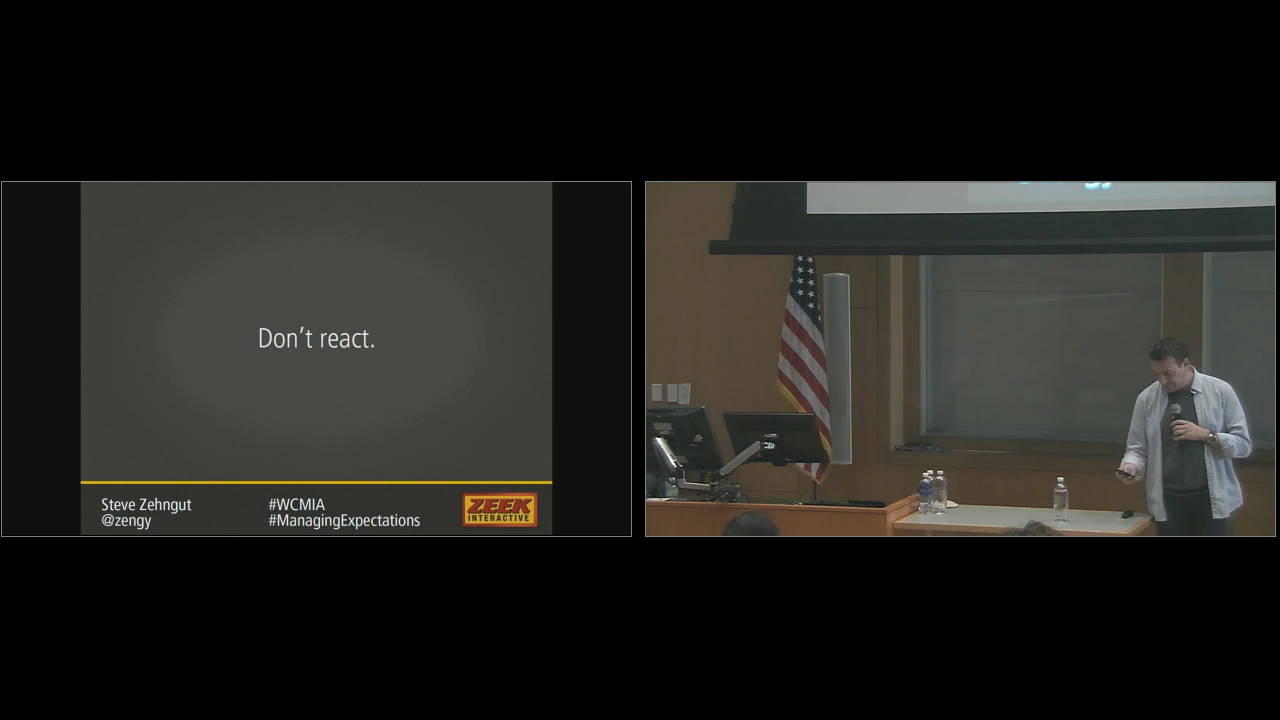 Don't react.
Steve Zehngut
@zengy
#WCMIA
#ManagingExpectations
ZEEK
INTERACTIVE